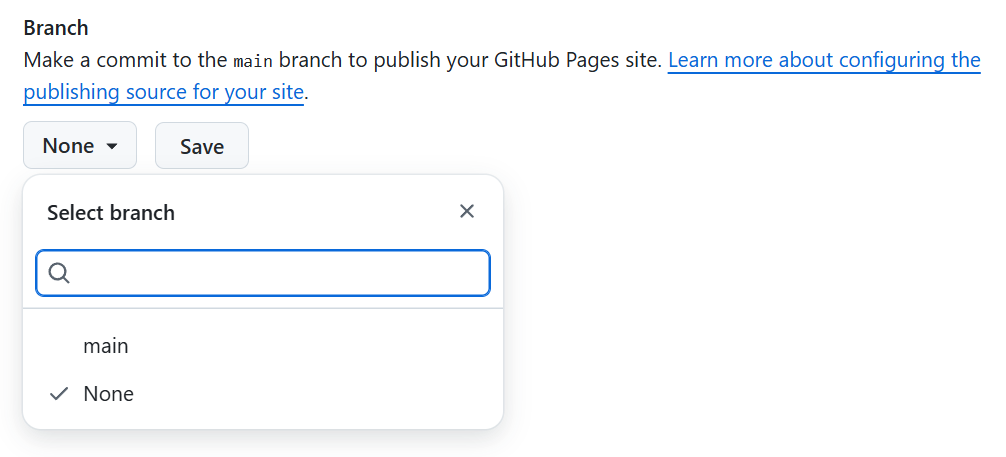 Branch
Make a commit to the main branch to publish your GitHub Pages site. Learn more about configuring the
publishing source for your site.
None Save
Select branch
main
None